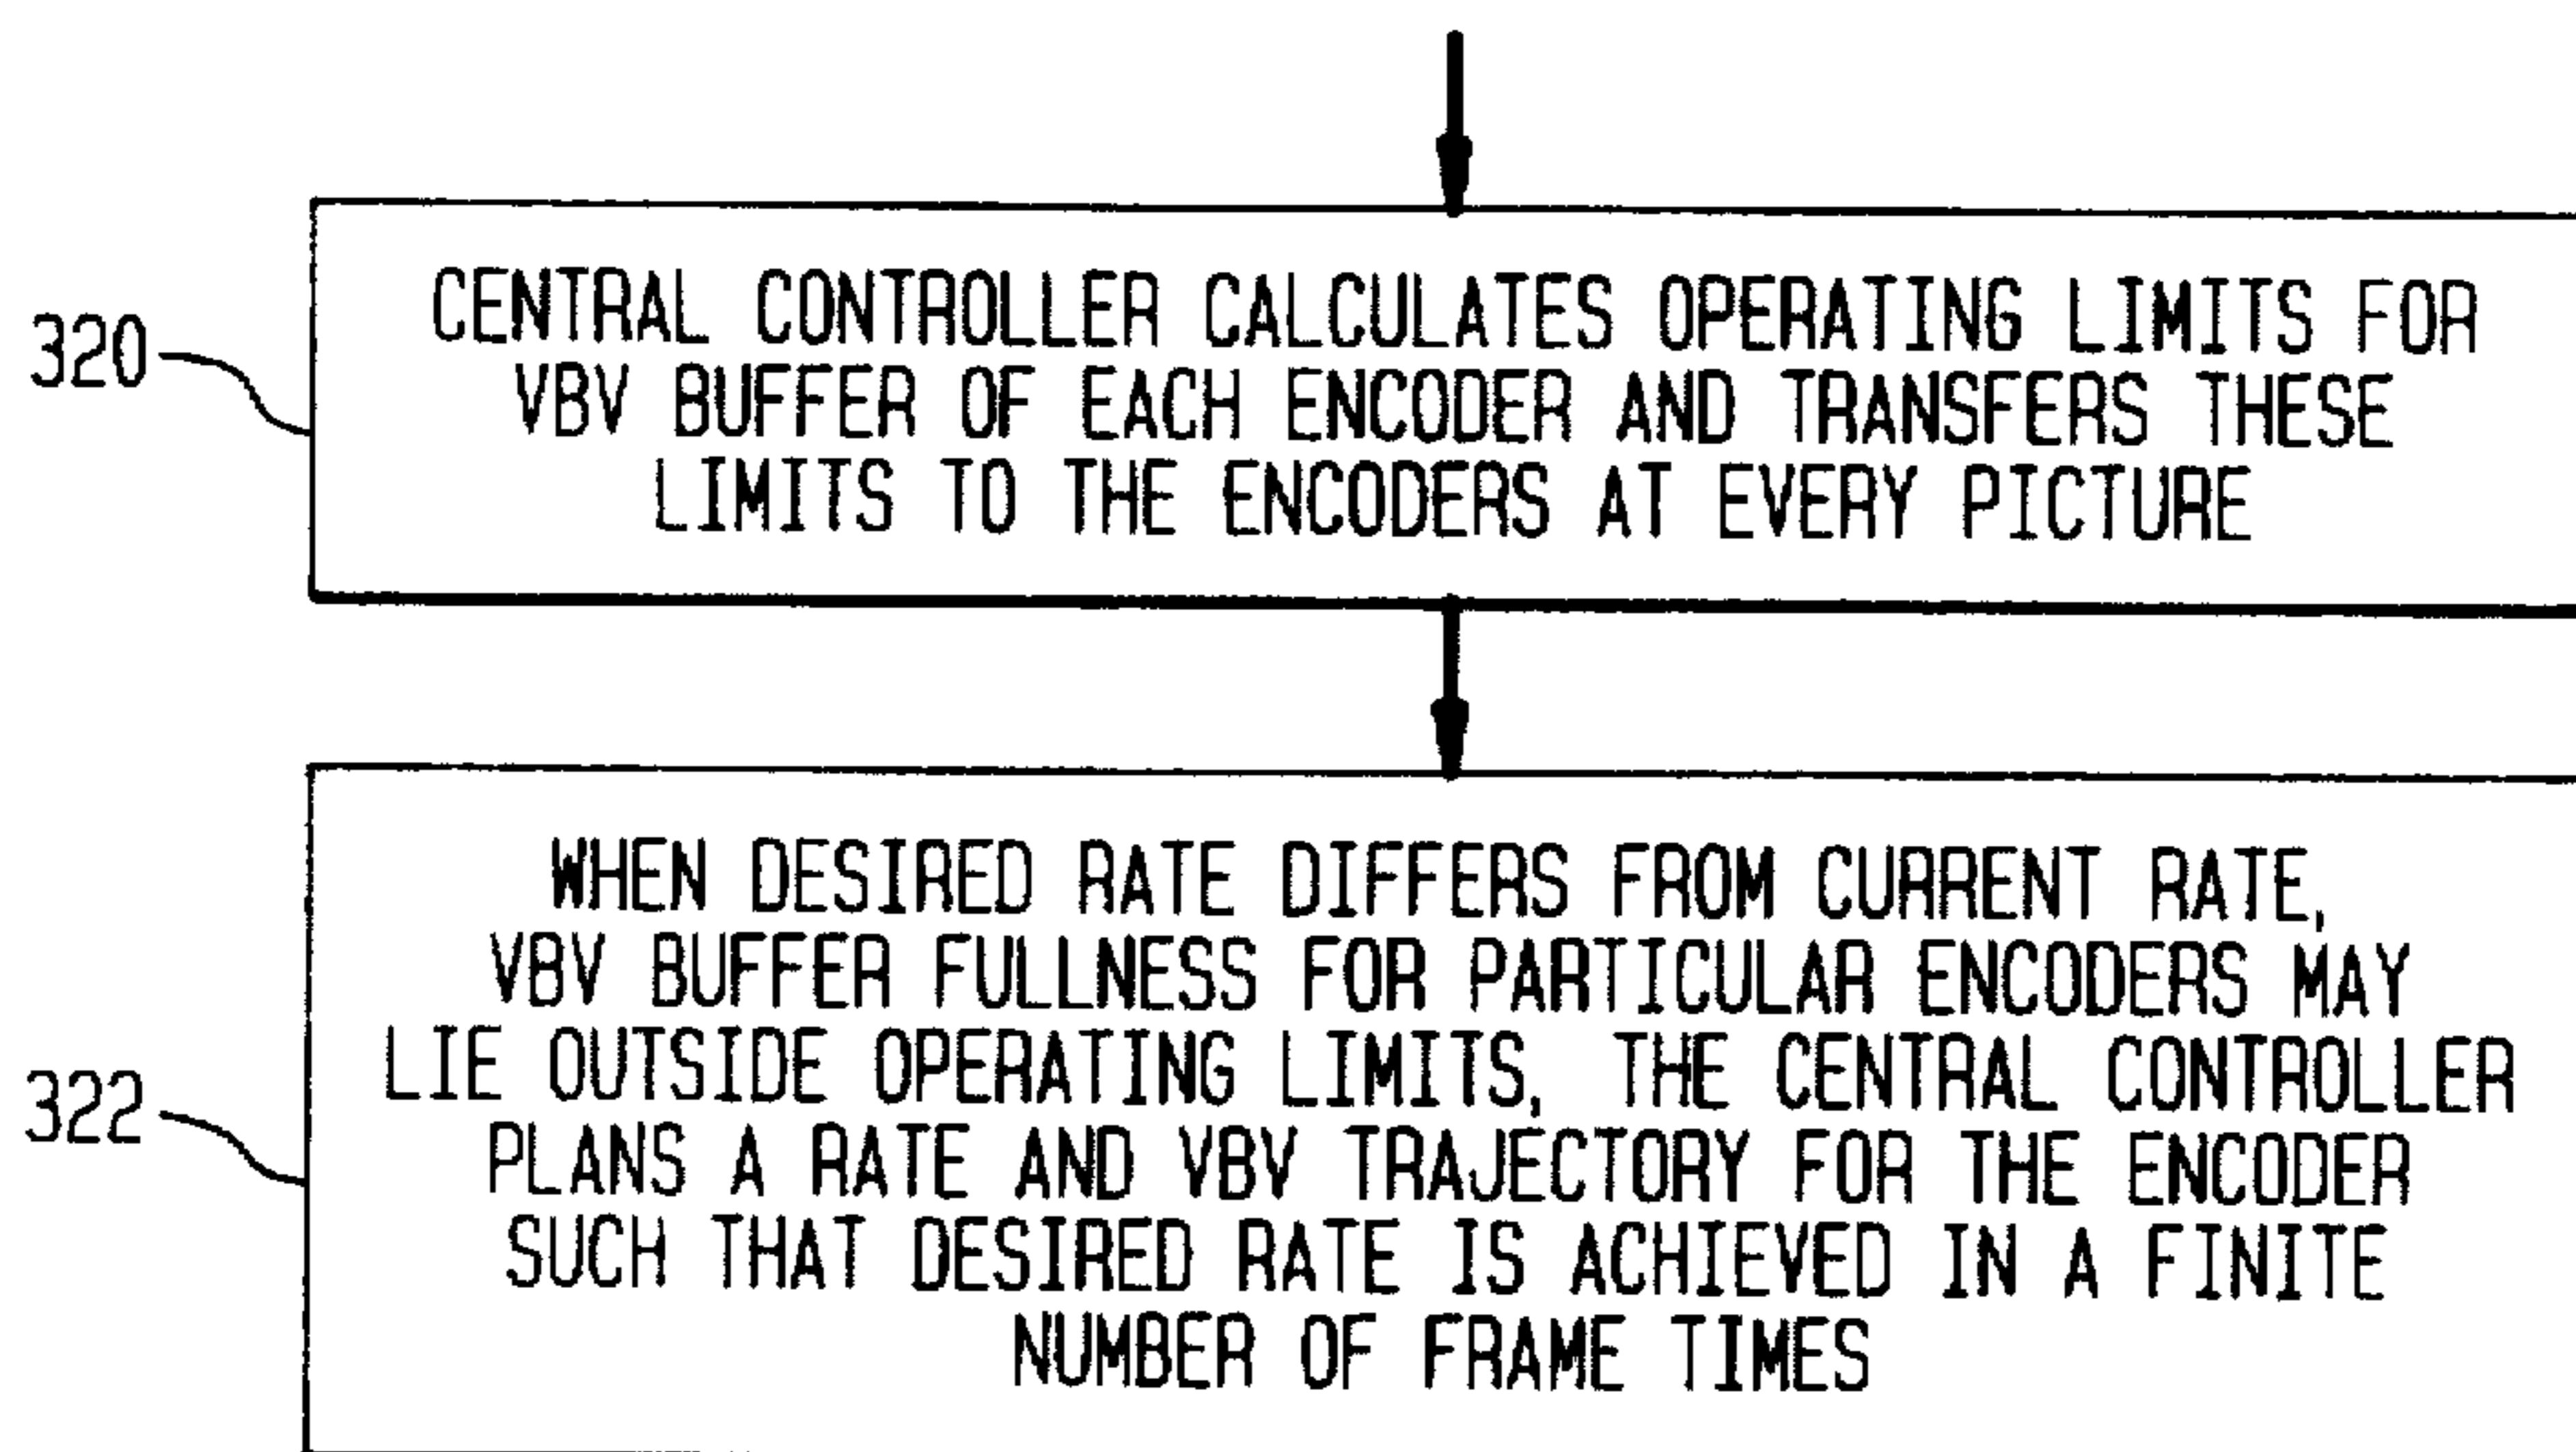 320
CENTRAL CONTROLLER CALCULATES OPERATING LIMITS FOR
VBV BUFFER OF EACH ENCODER AND TRANSFERS THESE
LIMITS TO THE ENCODERS AT EVERY PICTURE
322
WHEN DESIRED RATE DIFFERS FROM CURRENT RATE,
VBV BUFFER FULLNESS FOR PARTICULAR ENCODERS MAY
LIE OUTSIDE OPERATING LIMITS, THE CENTRAL CONTROLLER
PLANS A RATE AND VBV TRAJECTORY FOR THE ENCODER
SUCH THAT DESIRED RATE IS ACHIEVED IN A FINITE
NUMBER OF FRAME TIMES